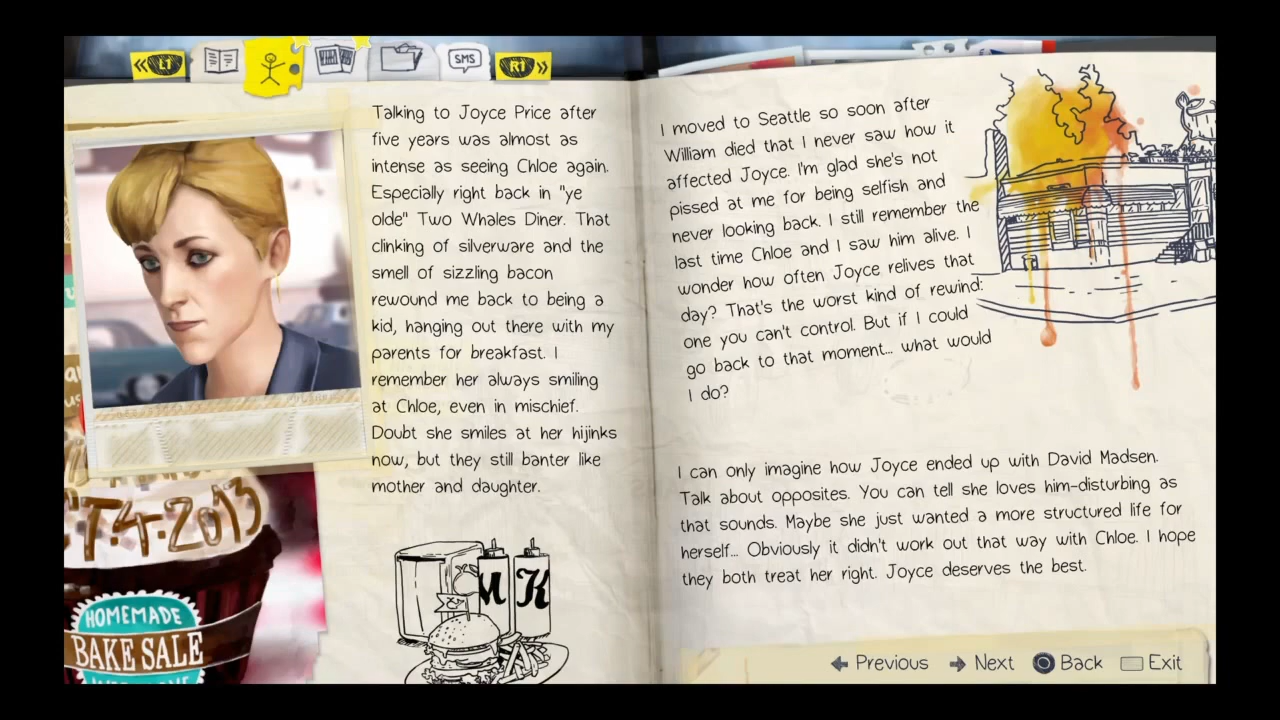 LT
SMS
R1
Talking to Joyce Price after
five years was almost as
intense as seeing Chloe again.
Especially right back in "ye
olde" Two Whales Diner. That
clinking of silverware and the
smell of sizzling bacon
rewound me back to being a
kid, hanging out there with my
parents for breakfast. I
remember her always smiling
at Chloe, even in mischief.
Doubt she smiles at her hijinks
now, but they still banter like
mother and daughter.
T.4.2013
HOMEMADE
BAKE SALE
M K
I moved to Seattle so soon after
William died that I never saw how it
affected Joyce. I'm glad she's not
pissed at me for being selfish and
never looking back. I still remember the
last time Chloe and I saw him alive. I
wonder how often Joyce relives that
day? That's the worst kind of rewind:
one you can't control. But if I could
go back to that moment... what would
I do?
I can only imagine how Joyce ended up with David Madsen.
Talk about opposites. You can tell she loves him-disturbing as
that sounds. Maybe she just wanted a more structured life for
herself... Obviously it didn't work out that way with Chloe. I hope
they both treat her right. Joyce deserves the best.
Previous Next Back Exit